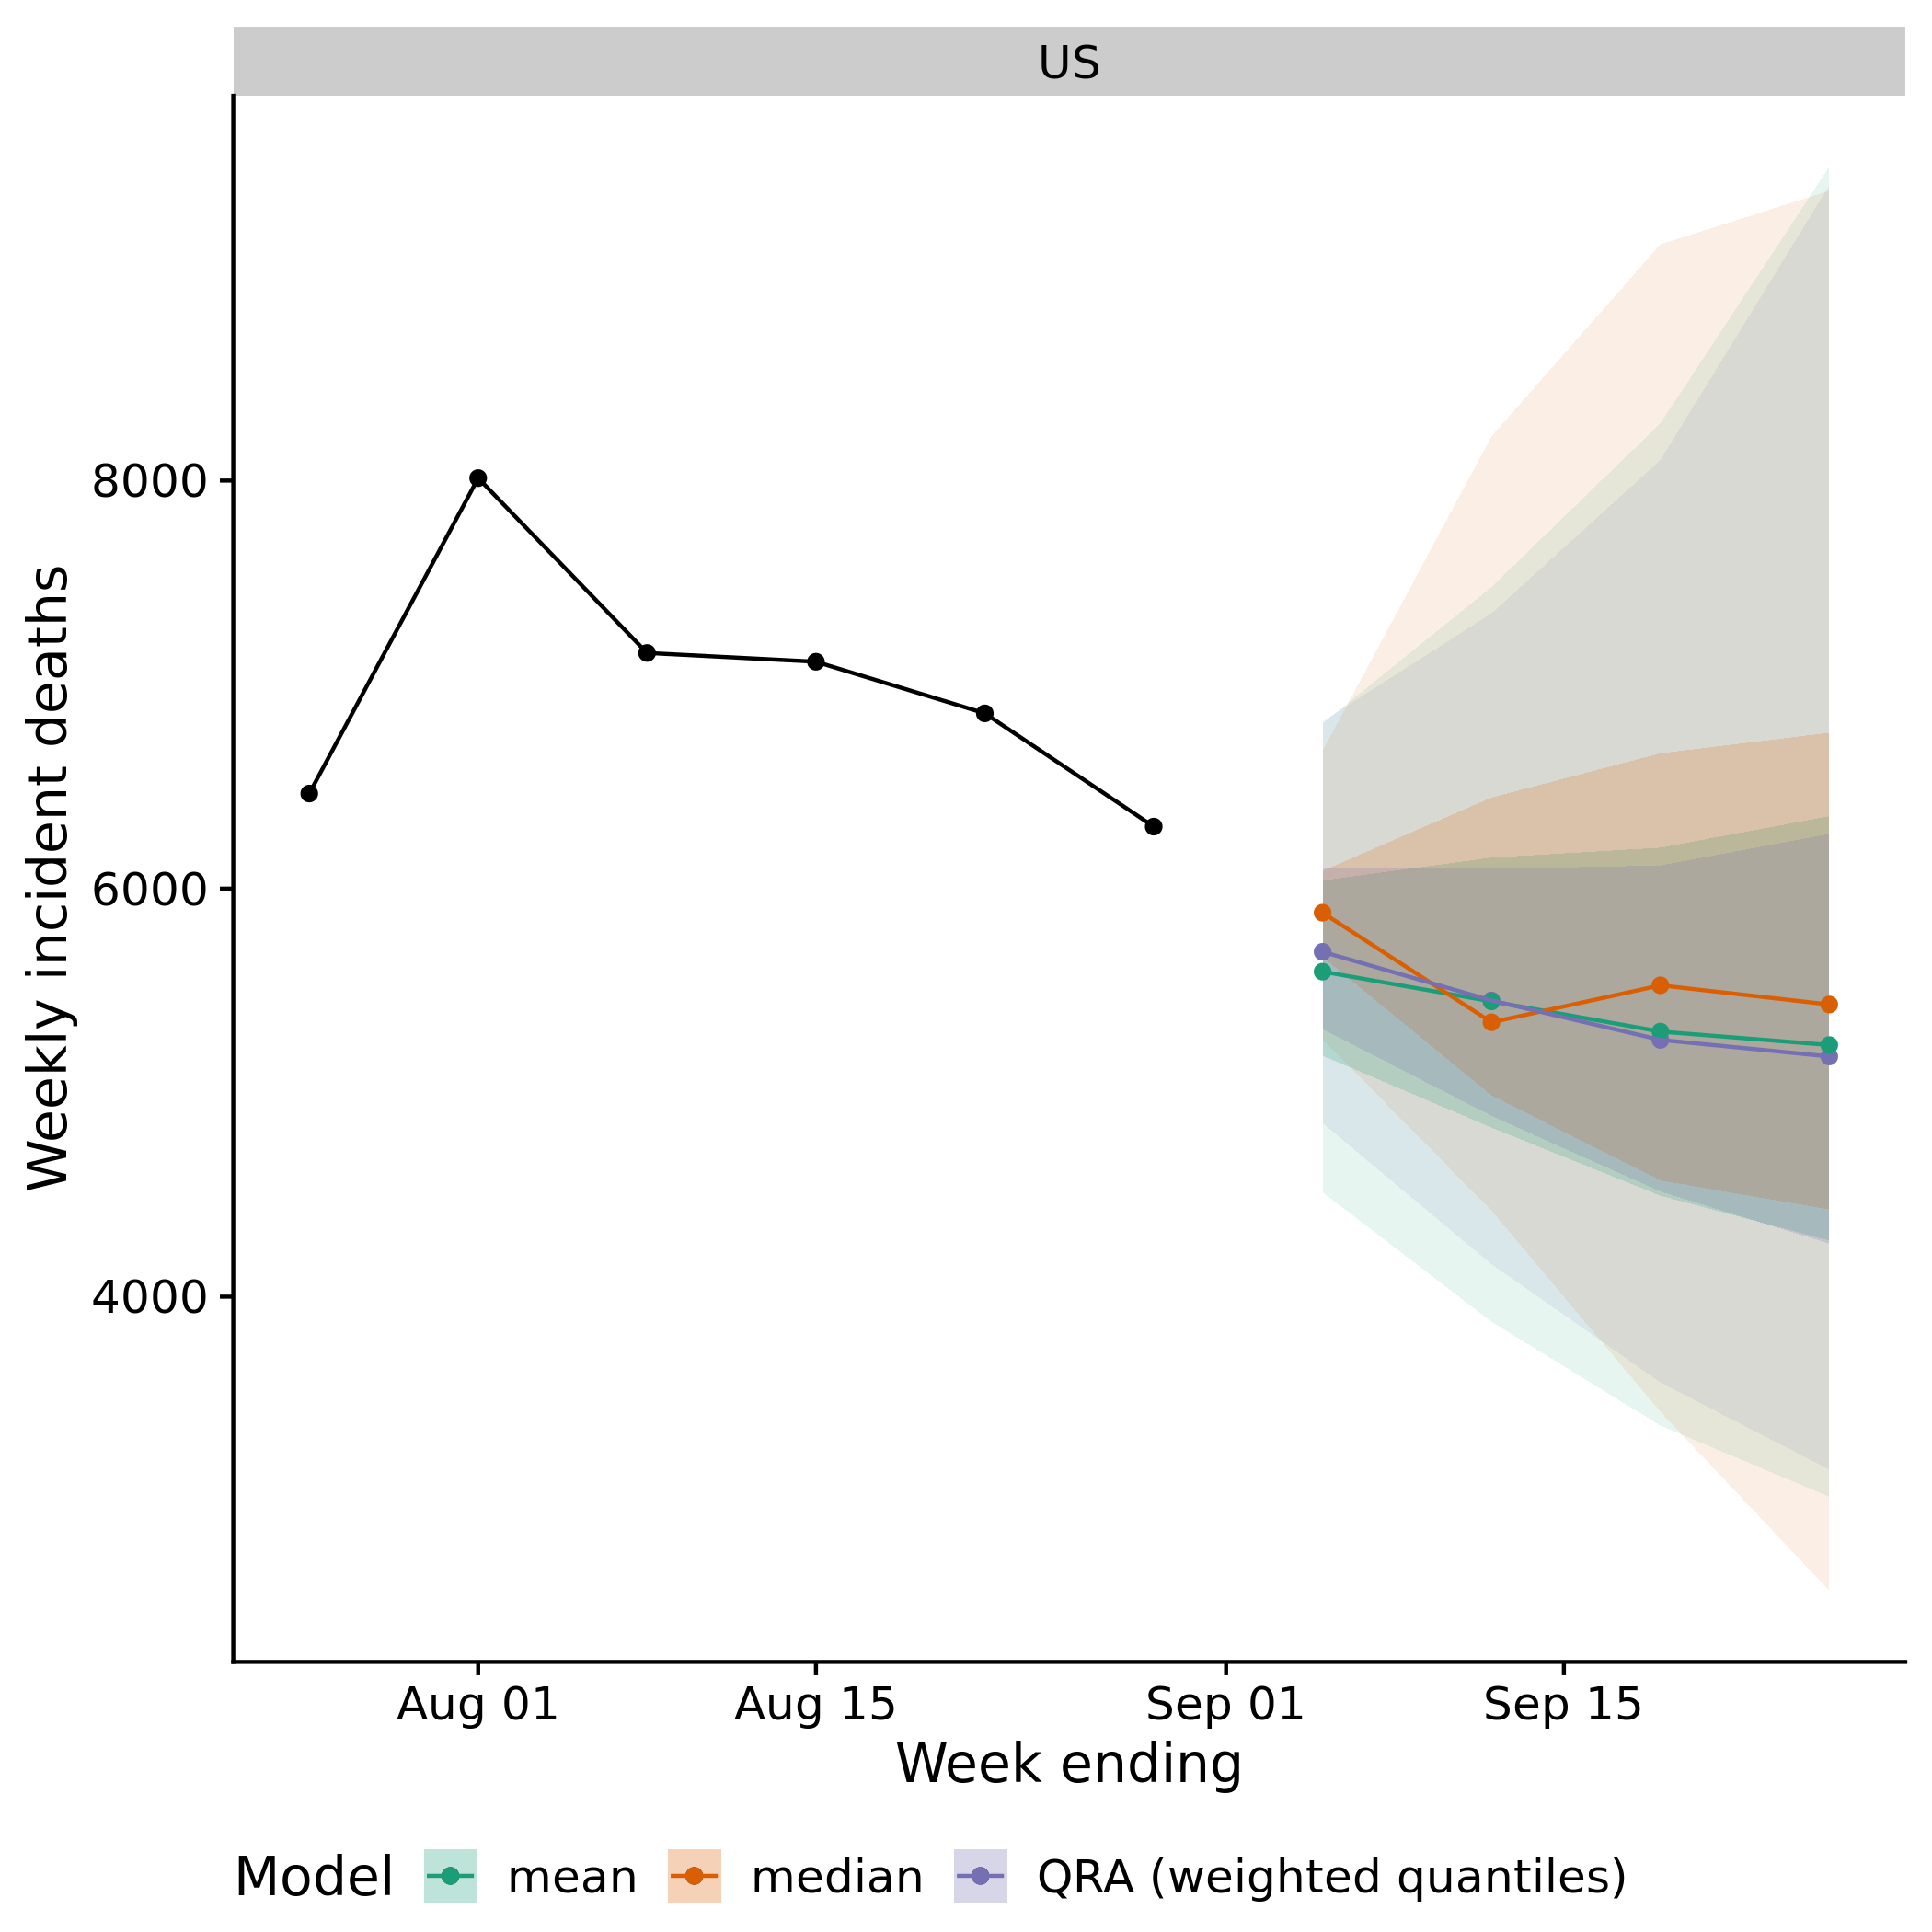 US
Weekly incident deaths
8000
6000
4000
Aug 01 Aug 15 Sep 01 Sep 15
Week ending
Model mean median QRA (weighted quantiles)